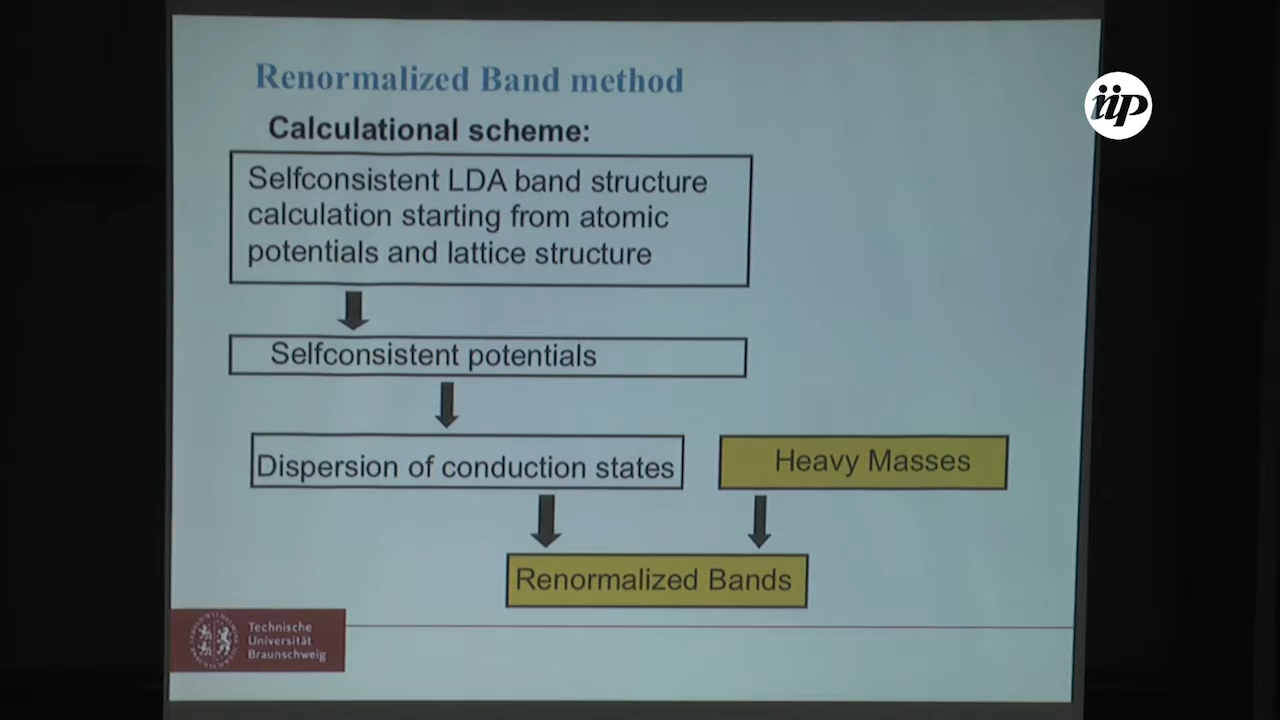 Renormalized Band method
iip
Calculational scheme:
Selfconsistent LDA band structure
calculation starting from atomic
potentials and lattice structure
Selfconsistent potentials
Dispersion of conduction states
Heavy Masses
Renormalized Bands
Technische
Universität
Braunschweig